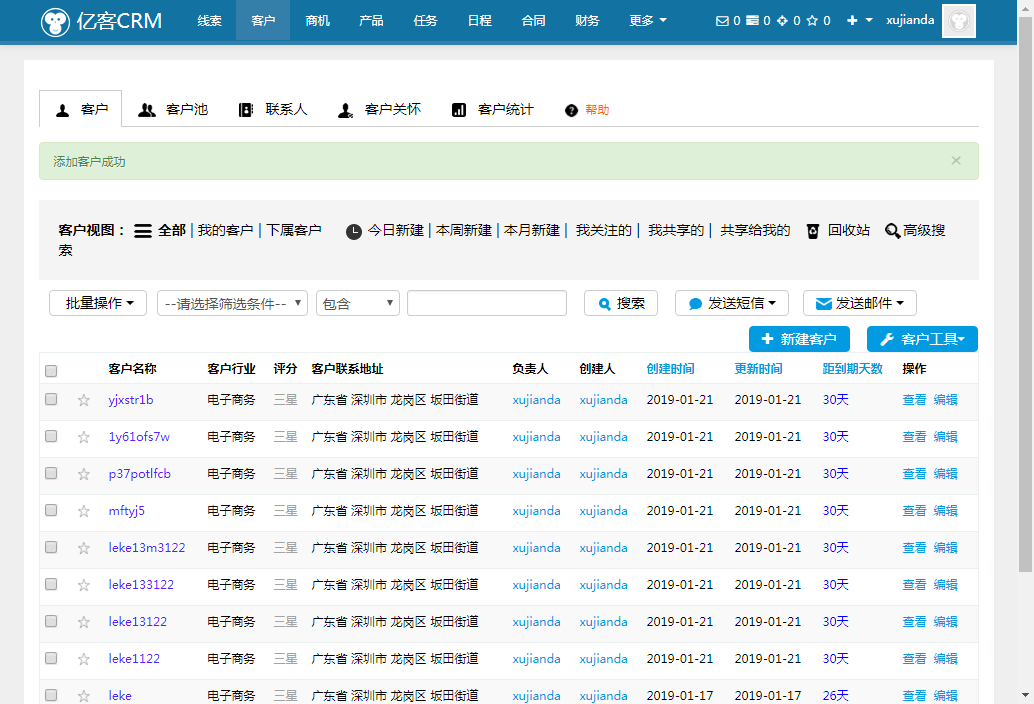 亿客CRM 线索 客户 商机 产品 任务 日程 合同 财务 更多 0 0 0 0 xujianda
客户 客户池 联系人 客户关怀 客户统计 帮助
添加客户成功 ×
客户视图： 全部 | 我的客户 | 下属客户 今日新建 | 本周新建 | 本月新建 | 我关注的 | 我共享的 | 共享给我的 回收站 高级搜
索
批量操作 --请选择筛选条件-- 包含 搜索 发送短信 发送邮件
新建客户 客户工具
客户名称 客户行业 评分 客户联系地址 负责人 创建人 创建时间 更新时间 距到期天数 操作
yjxstr1b 电子商务 三星 广东省 深圳市 龙岗区 坂田街道 xujianda xujianda 2019-01-21 2019-01-21 30天 查看 编辑
1y61ofs7w 电子商务 三星 广东省 深圳市 龙岗区 坂田街道 xujianda xujianda 2019-01-21 2019-01-21 30天 查看 编辑
p37potlfcb 电子商务 三星 广东省 深圳市 龙岗区 坂田街道 xujianda xujianda 2019-01-21 2019-01-21 30天 查看 编辑
mftyj5 电子商务 三星 广东省 深圳市 龙岗区 坂田街道 xujianda xujianda 2019-01-21 2019-01-21 30天 查看 编辑
leke13m3122 电子商务 三星 广东省 深圳市 龙岗区 坂田街道 xujianda xujianda 2019-01-21 2019-01-21 30天 查看 编辑
leke133122 电子商务 三星 广东省 深圳市 龙岗区 坂田街道 xujianda xujianda 2019-01-21 2019-01-21 30天 查看 编辑
leke13122 电子商务 三星 广东省 深圳市 龙岗区 坂田街道 xujianda xujianda 2019-01-21 2019-01-21 30天 查看 编辑
leke1122 电子商务 三星 广东省 深圳市 龙岗区 坂田街道 xujianda xujianda 2019-01-21 2019-01-21 30天 查看 编辑
leke 电子商务 三星 广东省 深圳市 龙岗区 坂田街道 xujianda xujianda 2019-01-17 2019-01-17 26天 查看 编辑